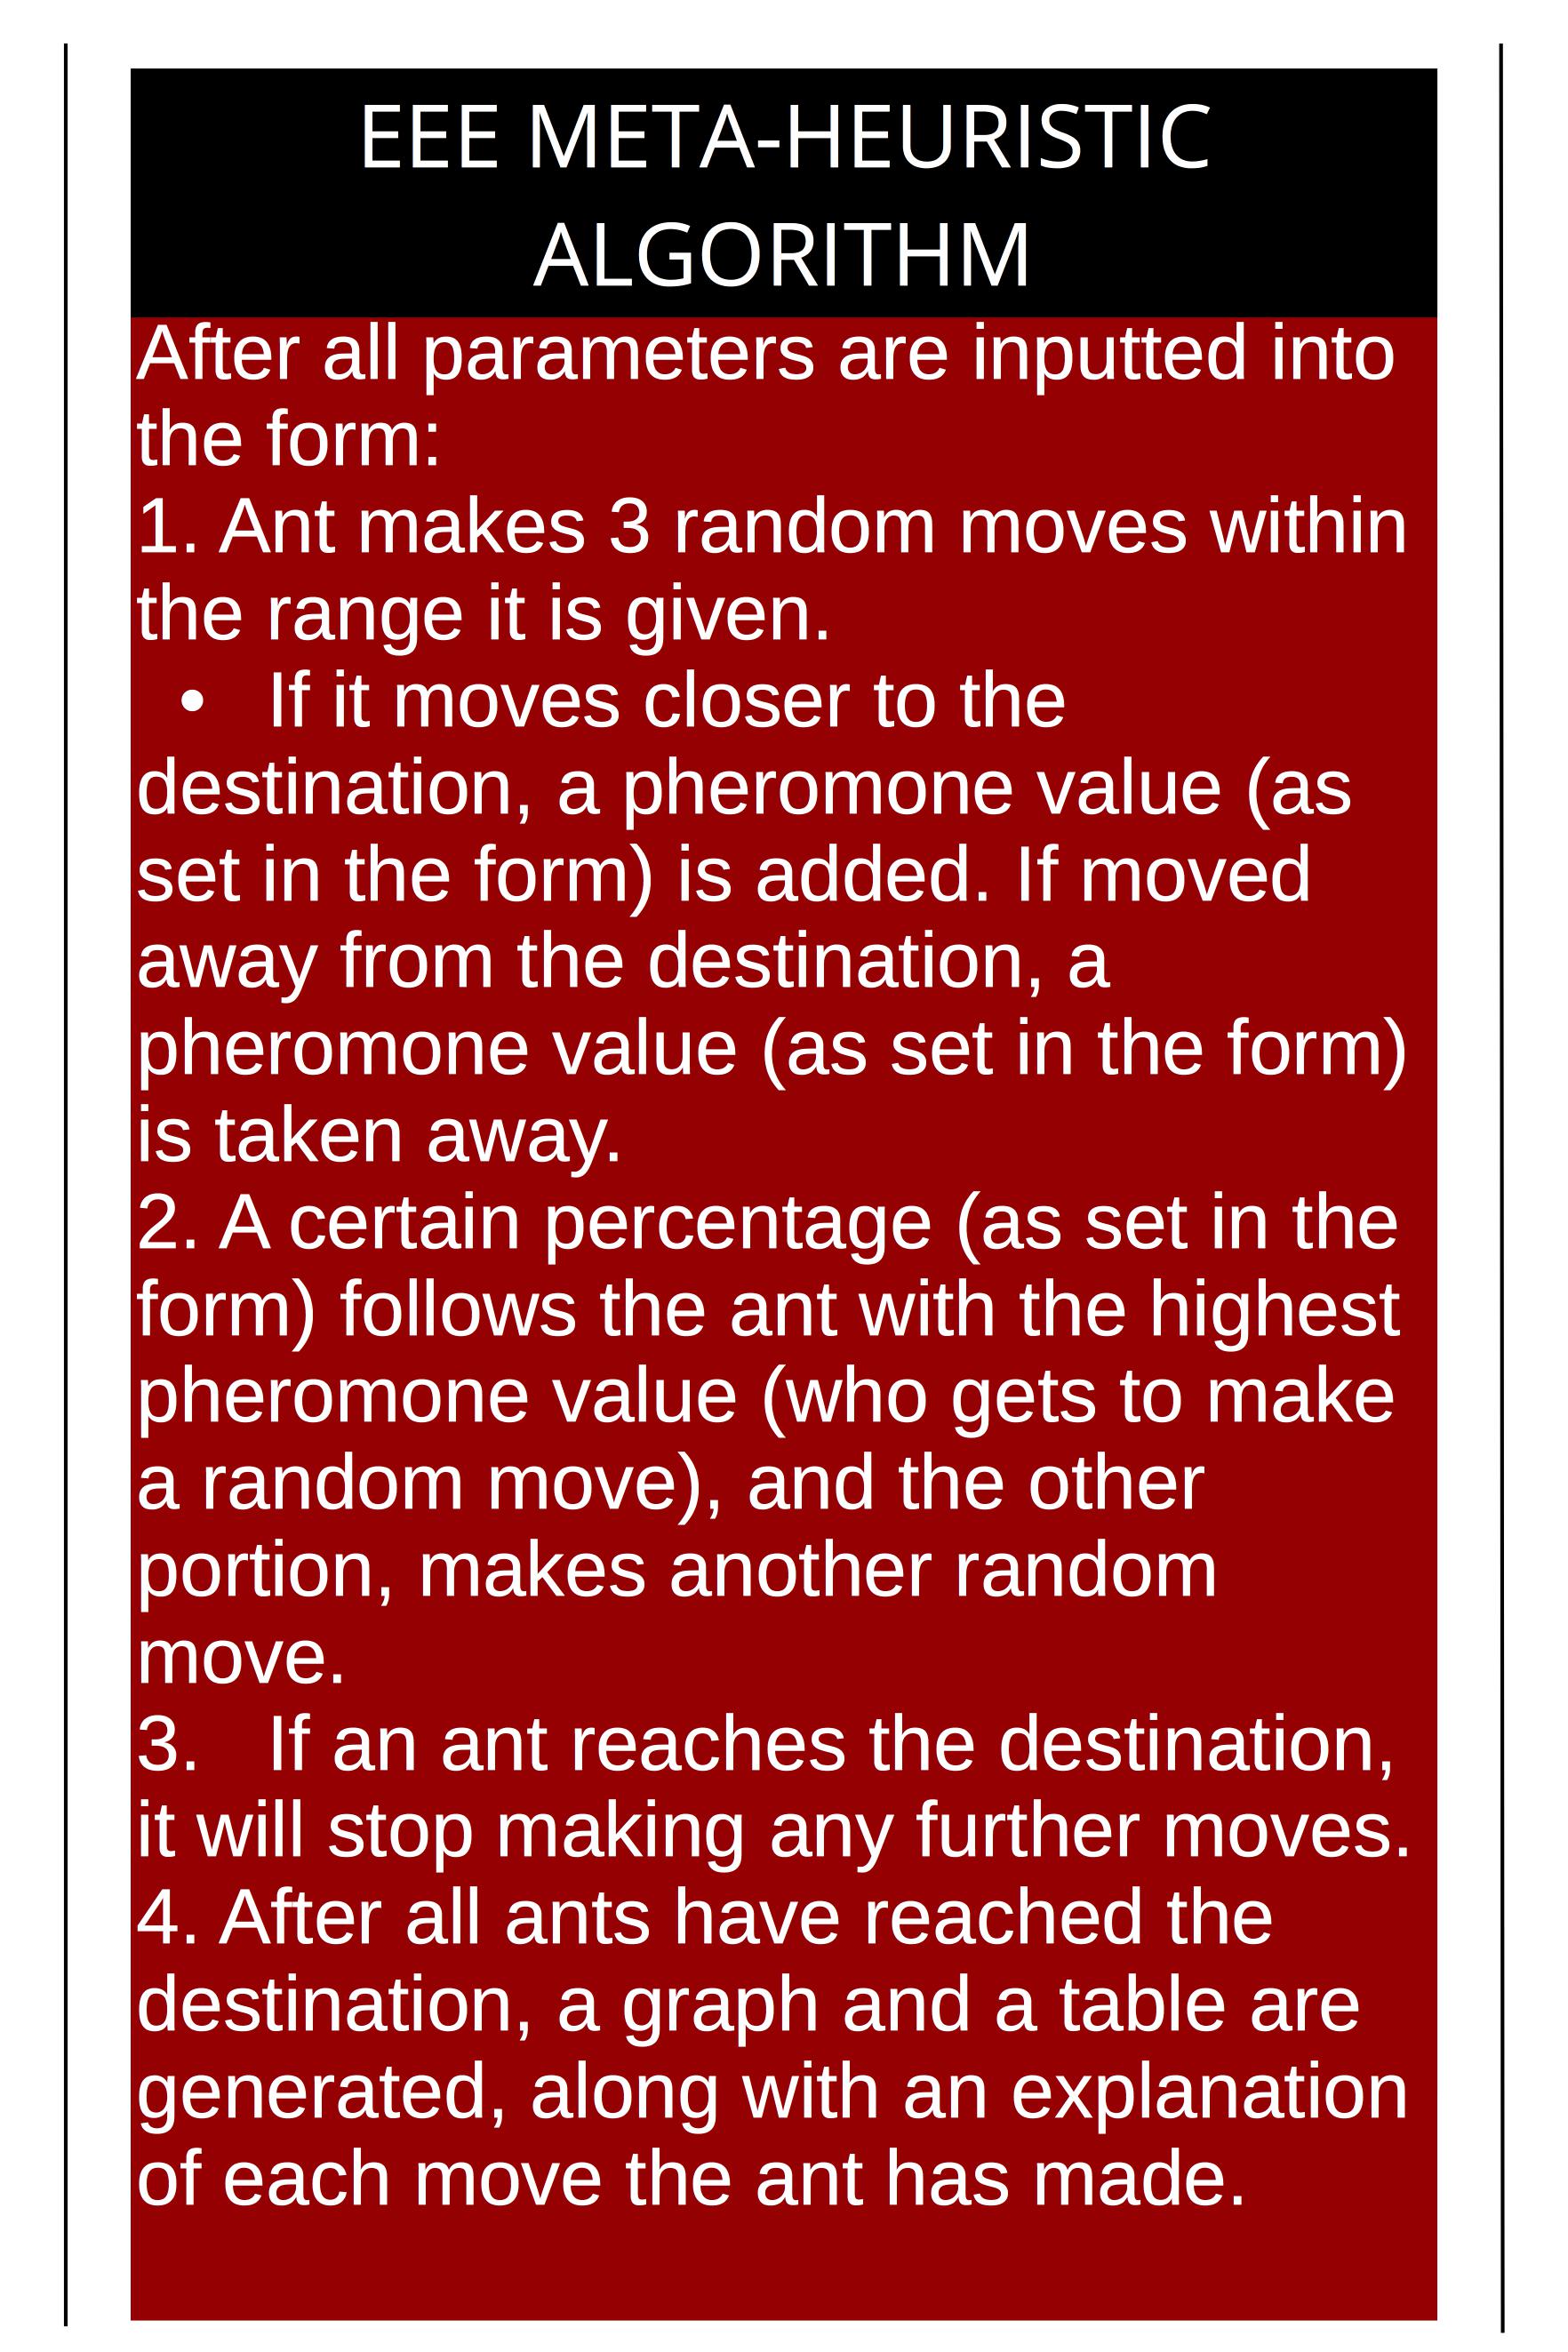 EEE META-HEURISTIC
ALGORITHM
After all parameters are inputted into
the form:
1. Ant makes 3 random moves within
the range it is given.
• If it moves closer to the
destination, a pheromone value (as
set in the form) is added. If moved
away from the destination, a
pheromone value (as set in the form)
is taken away.
2. A certain percentage (as set in the
form) follows the ant with the highest
pheromone value (who gets to make
a random move), and the other
portion, makes another random
move.
3. If an ant reaches the destination,
it will stop making any further moves.
4. After all ants have reached the
destination, a graph and a table are
generated, along with an explanation
of each move the ant has made.